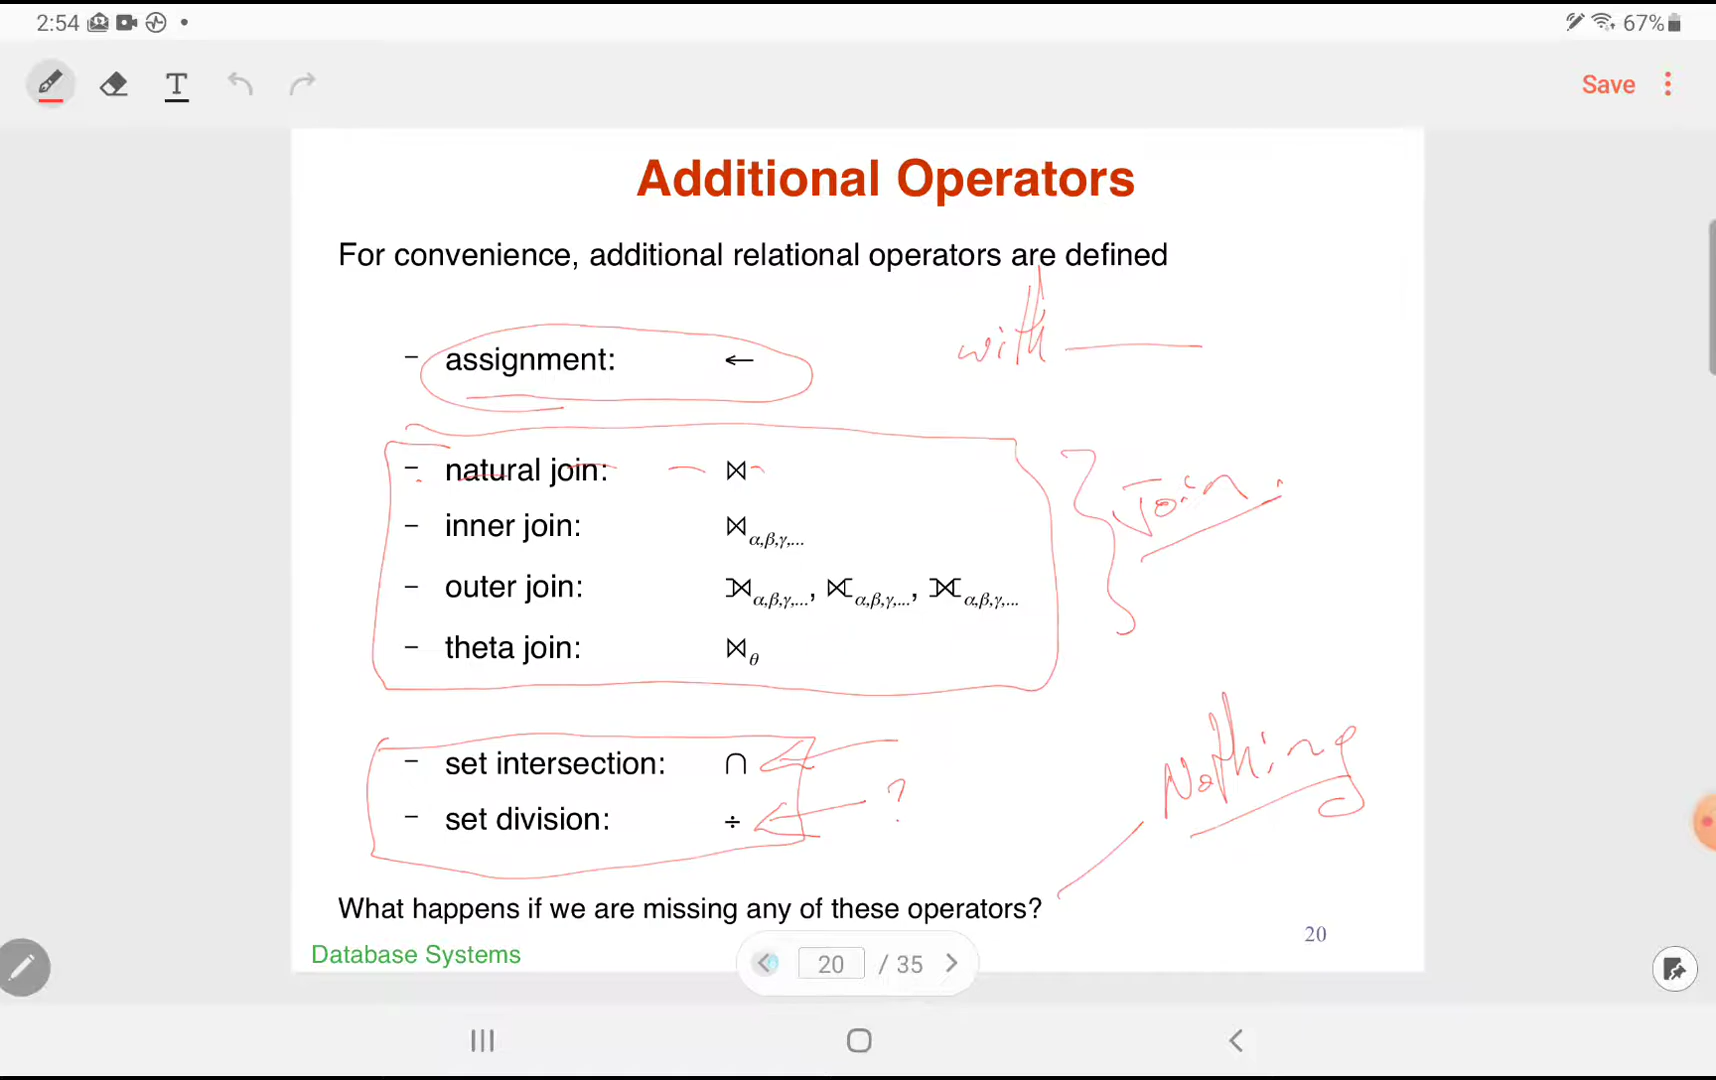 2:54
67%
T
Save
Additional Operators
For convenience, additional relational operators are defined
with
– assignment: ←
– natural join: ⋈
– inner join: ⋈α,β,γ,...
Join
– outer join: ⟕α,β,γ,..., ⟖α,β,γ,..., ⟗α,β,γ,...
– theta join: ⋈θ
– set intersection: ∩
Nothing
– set division: ÷ ?
What happens if we are missing any of these operators?
20
Database Systems
20 / 35